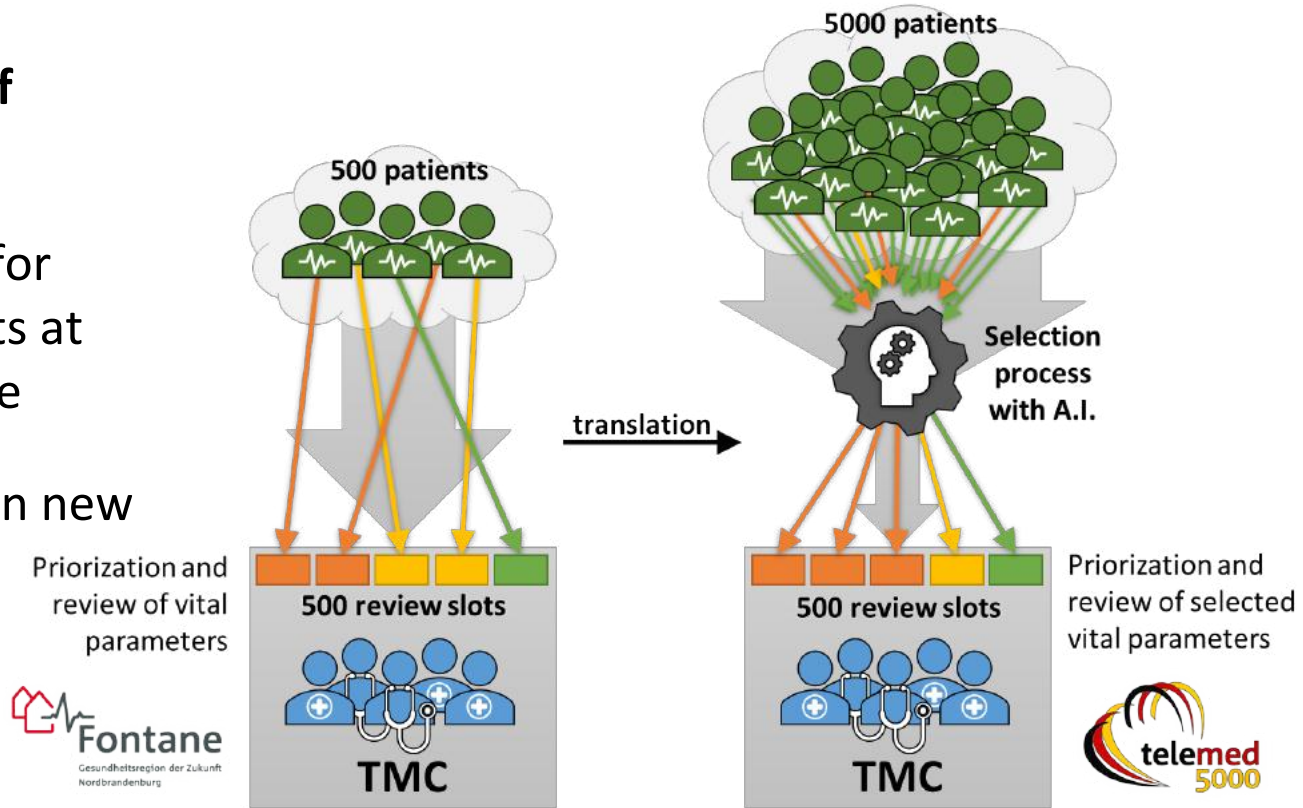 f
for
ts at
e
n new
500 patients
5000 patients
Selection
process
with A.I.
translation
Priorization and
review of vital
parameters
500 review slots
TMC
500 review slots
TMC
Priorization and
review of selected
vital parameters
Fontane
Gesundheitsregion der Zukunft
Nordbrandenburg
telemed
5000